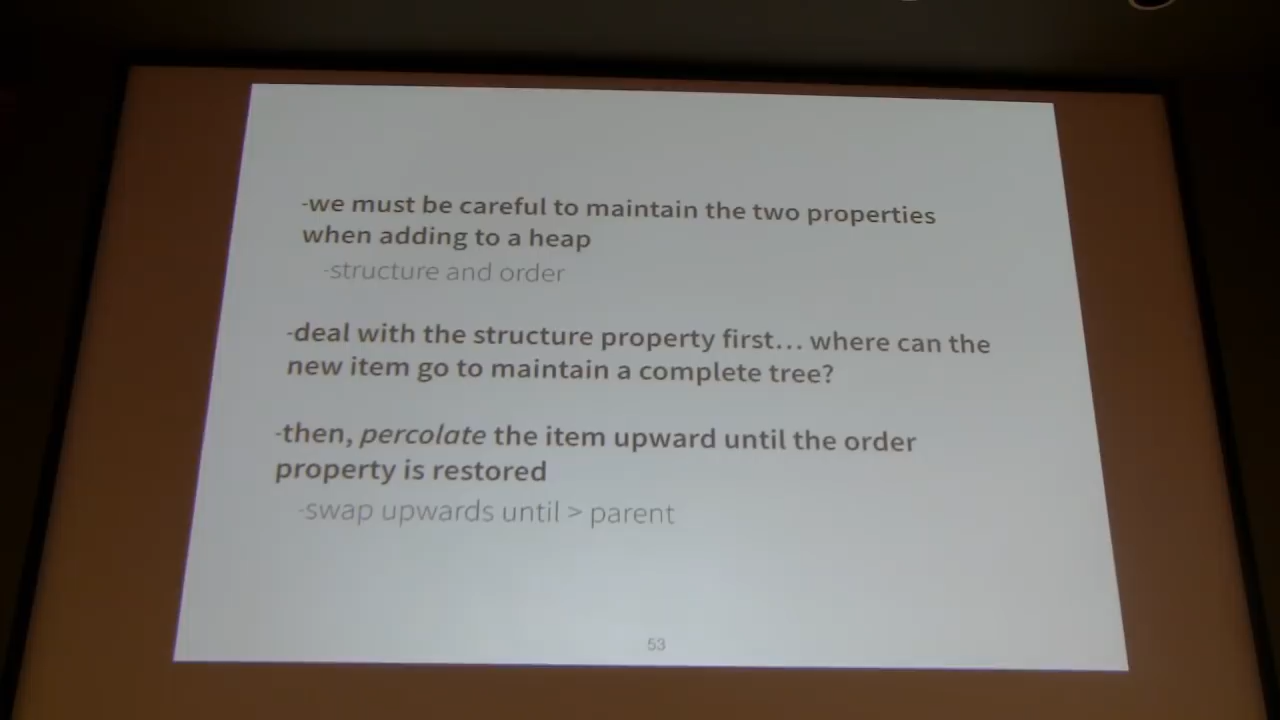 -we must be careful to maintain the two properties
when adding to a heap
-structure and order
-deal with the structure property first... where can the
new item go to maintain a complete tree?
-then, percolate the item upward until the order
property is restored
-swap upwards until > parent
53